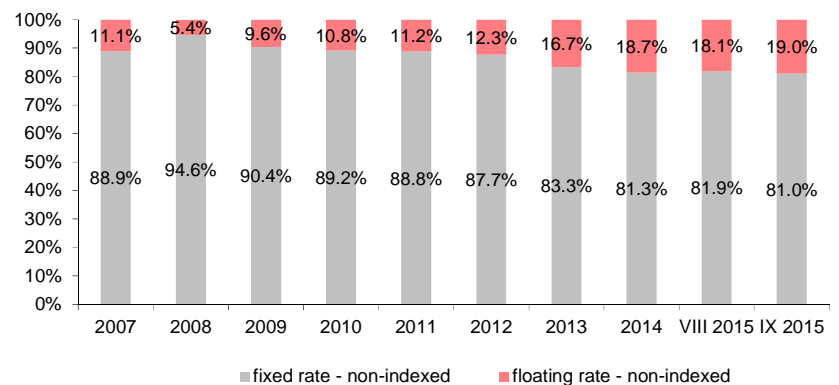 100%
90%
80%
70%
60%
50%
40%
30%
20%
10%
0%
11.1% 5.4% 9.6% 10.8% 11.2% 12.3% 16.7% 18.7% 18.1% 19.0%
88.9% 94.6% 90.4% 89.2% 88.8% 87.7% 83.3% 81.3% 81.9% 81.0%
2007 2008 2009 2010 2011 2012 2013 2014 VIII 2015 IX 2015
fixed rate - non-indexed floating rate - non-indexed